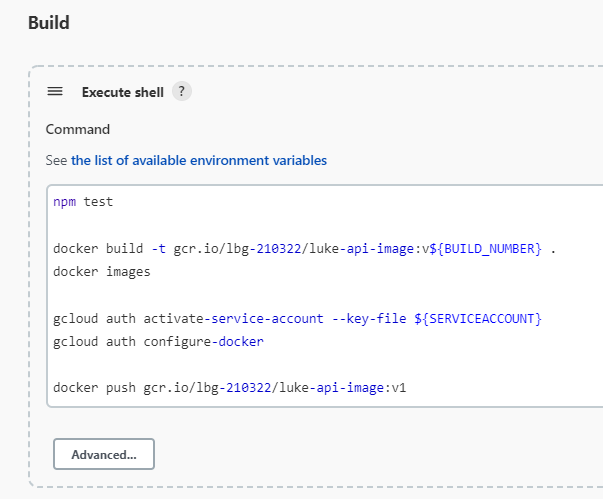 Build
Execute shell ?
Command
See the list of available environment variables
npm test
docker build -t gcr.io/lbg-210322/luke-api-image:v${BUILD_NUMBER} .
docker images
gcloud auth activate-service-account --key-file ${SERVICEACCOUNT}
gcloud auth configure-docker
docker push gcr.io/lbg-210322/luke-api-image:v1
Advanced...